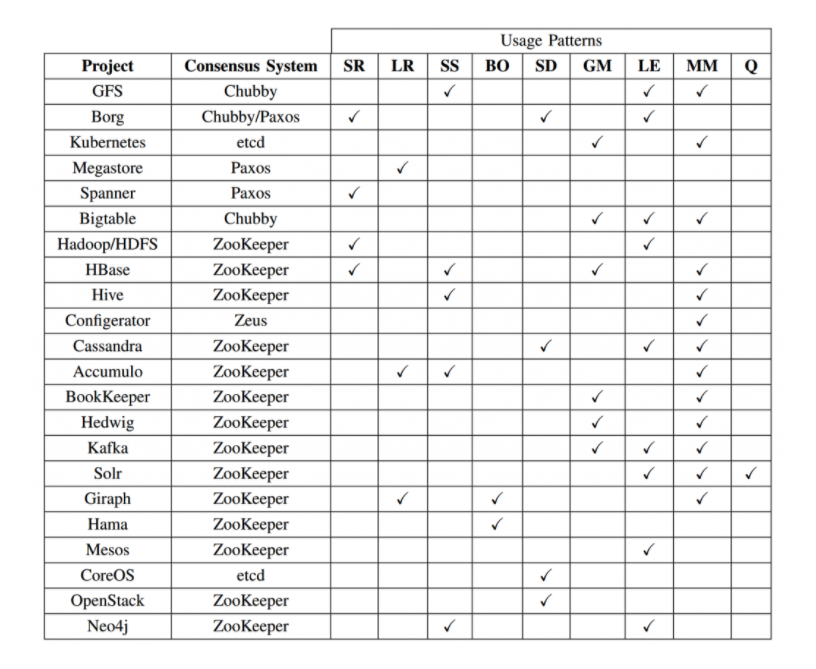 Usage Patterns
Project Consensus System SR LR SS BO SD GM LE MM Q
GFS Chubby ✓ ✓ ✓
Borg Chubby/Paxos ✓ ✓ ✓
Kubernetes etcd ✓ ✓
Megastore Paxos ✓
Spanner Paxos ✓
Bigtable Chubby ✓ ✓ ✓
Hadoop/HDFS ZooKeeper ✓ ✓
HBase ZooKeeper ✓ ✓ ✓ ✓
Hive ZooKeeper ✓ ✓
Configerator Zeus ✓
Cassandra ZooKeeper ✓ ✓ ✓
Accumulo ZooKeeper ✓ ✓ ✓
BookKeeper ZooKeeper ✓ ✓
Hedwig ZooKeeper ✓ ✓
Kafka ZooKeeper ✓ ✓ ✓
Solr ZooKeeper ✓ ✓ ✓
Giraph ZooKeeper ✓ ✓ ✓
Hama ZooKeeper ✓
Mesos ZooKeeper ✓
CoreOS etcd ✓
OpenStack ZooKeeper ✓
Neo4j ZooKeeper ✓ ✓